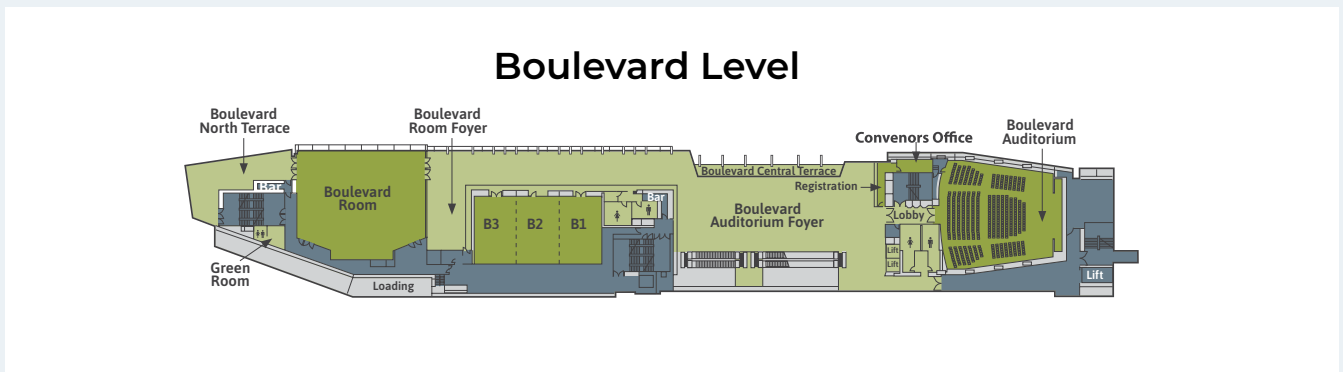 Boulevard Level
Boulevard
North Terrace
Boulevard
Room Foyer
Convenors Office
Boulevard
Auditorium
Boulevard Central Terrace
Registration
Bar
Boulevard
Room
Bar
B3
B2
B1
Boulevard
Auditorium Foyer
Lobby
Lift
Lift
Green
Room
Loading
Lift